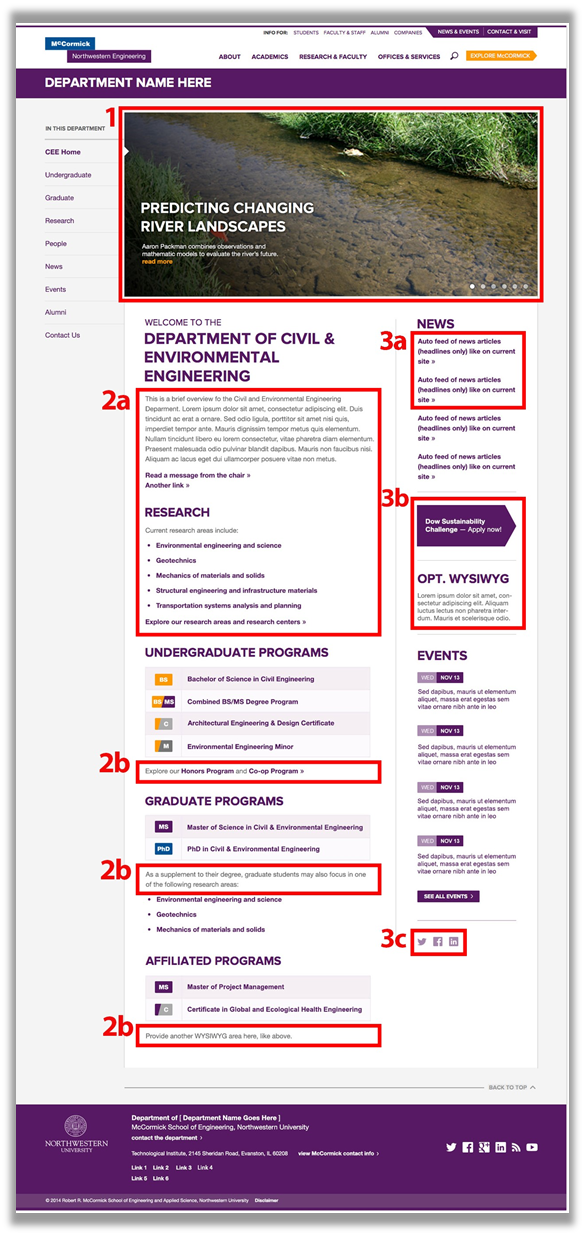 INFO FOR: STUDENTS FACULTY & STAFF ALUMNI COMPANIES NEWS & EVENTS CONTACT & VISIT
McCormick
Northwestern Engineering
ABOUT ACADEMICS RESEARCH & FACULTY OFFICES & SERVICES EXPLORE McCORMICK
DEPARTMENT NAME HERE
1
IN THIS DEPARTMENT
CEE Home
Undergraduate
Graduate
Research
People
News
Events
Alumni
Contact Us
PREDICTING CHANGING
RIVER LANDSCAPES
Aaron Packman combines observations and
mathematic models to evaluate the river's future.
read more
WELCOME TO THE
DEPARTMENT OF CIVIL &
ENVIRONMENTAL
ENGINEERING
2a
This is a brief overview fo the Civil and Environmental Engineering
Deparment. Lorem ipsum dolor sit amet, consectetur adipiscing elit. Duis
tincidunt ac erat a ornare. Sed odio ligula, porttitor sit amet nisi quis,
imperdiet tempor ante. Mauris dignissim tempor metus quis elementum.
Nullam tincidunt libero eu lorem consectetur, vitae pharetra diam elementum.
Praesent malesuada odio pulvinar blandit dapibus. Mauris non faucibus nisi.
Aliquam ac lacus eget dui ullamcorper posuere vitae non metus.
Read a message from the chair »
Another link »
RESEARCH
Current research areas include:
• Environmental engineering and science
• Geotechnics
• Mechanics of materials and solids
• Structural engineering and infrastructure materials
• Transportation systems analysis and planning
Explore our research areas and research centers »
UNDERGRADUATE PROGRAMS
BS Bachelor of Science in Civil Engineering
BS MS Combined BS/MS Degree Program
C Architectural Engineering & Design Certificate
M Environmental Engineering Minor
2b
Explore our Honors Program and Co-op Program »
GRADUATE PROGRAMS
MS Master of Science in Civil & Environmental Engineering
PhD PhD in Civil & Environmental Engineering
2b
As a supplement to their degree, graduate students may also focus in one
of the following research areas:
• Environmental engineering and science
• Geotechnics
• Mechanics of materials and solids
AFFILIATED PROGRAMS
MS Master of Project Management
C Certificate in Global and Ecological Health Engineering
2b
Provide another WYSIWYG area here, like above.
NEWS
3a
Auto feed of news articles
(headlines only) like on current
site »
Auto feed of news articles
(headlines only) like on current
site »
Auto feed of news articles
(headlines only) like on current
site »
Auto feed of news articles
(headlines only) like on current
site »
3b
Dow Sustainability
Challenge — Apply now!
OPT. WYSIWYG
Lorem ipsum dolor sit amet, con-
sectetur adipiscing elit. Aliquam
luctus lectus non pharetra inter-
dum. Mauris et scelerisque odio.
EVENTS
WED NOV 13
Sed dapibus, mauris ut elementum
aliquet, massa erat egestas sem
vitae ornare nibh ante in leo
WED NOV 13
Sed dapibus, mauris ut elementum
aliquet, massa erat egestas sem
vitae ornare nibh ante in leo
WED NOV 13
Sed dapibus, mauris ut elementum
aliquet, massa erat egestas sem
vitae ornare nibh ante in leo
WED NOV 13
Sed dapibus, mauris ut elementum
aliquet, massa erat egestas sem
vitae ornare nibh ante in leo
SEE ALL EVENTS ›
3c
BACK TO TOP
NORTHWESTERN
UNIVERSITY
Department of [ Department Name Goes Here ]
McCormick School of Engineering, Northwestern University
contact the department ›
Technological Institute, 2145 Sheridan Road, Evanston, IL 60208 view McCormick contact info ›
Link 1 Link 2 Link 3 Link 4
Link 5 Link 6
© 2014 Robert R. McCormick School of Engineering and Applied Science, Northwestern University Disclaimer